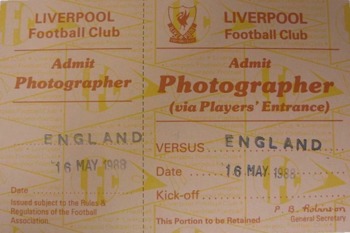 LIVERPOOL
Football Club
Admit
Photographer
ENGLAND
16 MAY 1988
Date
Issued subject to the Rules &
Regulations of the Football
Association.
LIVERPOOL
Football Club
Admit
Photographer
(via Players' Entrance)
VERSUS ENGLAND
Date 16 MAY 1988
Kick-off
P. B. Robinson
General Secretary
This Portion to be Retained